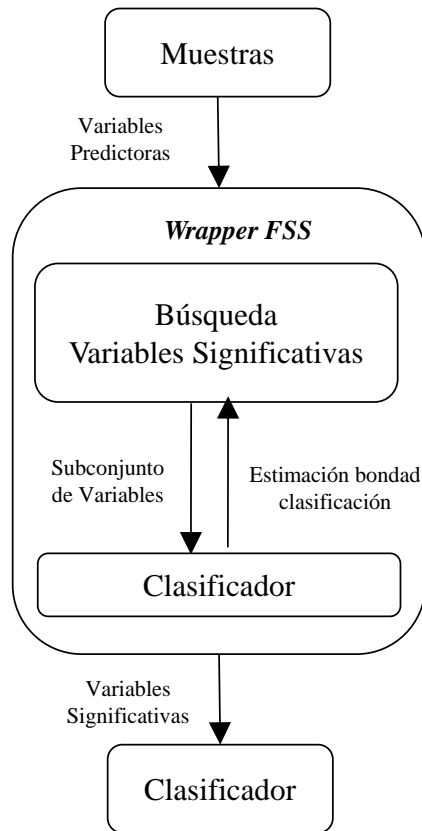 Muestras
Variables
Predictoras
Wrapper FSS
Búsqueda
Variables Significativas
Subconjunto
de Variables
Estimación bondad
clasificación
Clasificador
Variables
Significativas
Clasificador